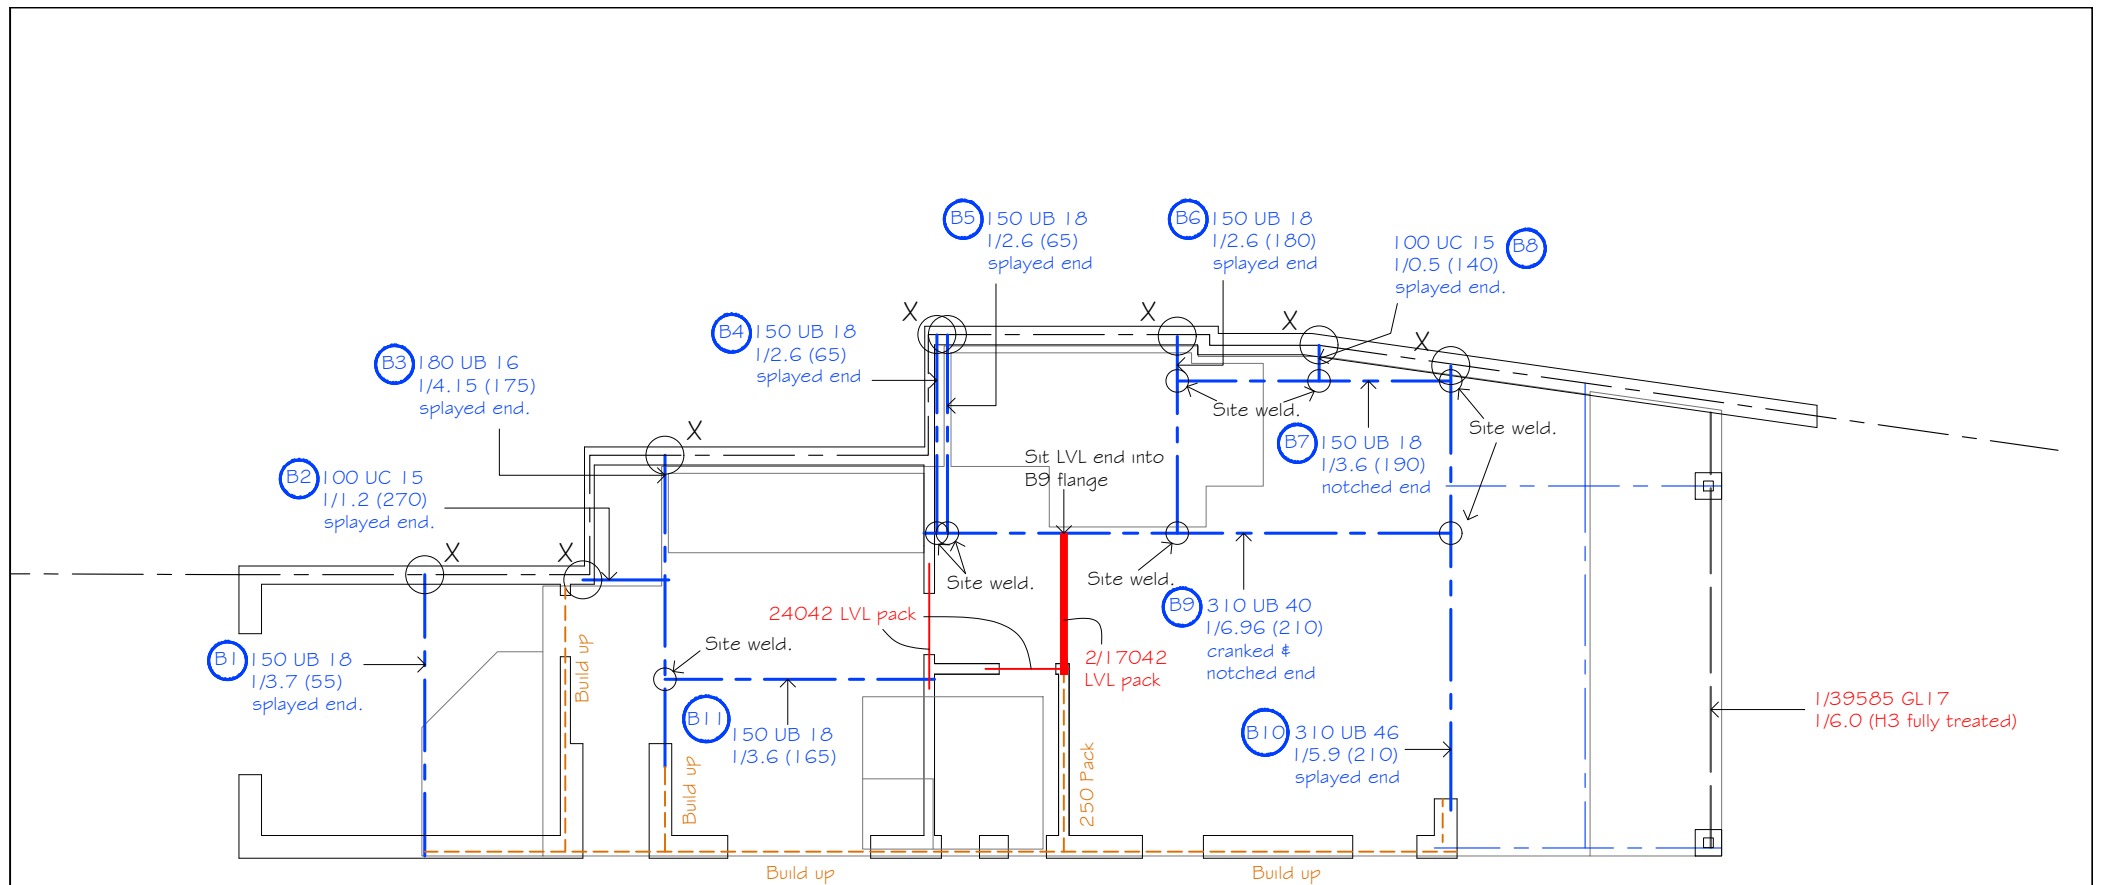 B5 150 UB 18
1/2.6 (65)
splayed end
B6 150 UB 18
1/2.6 (180)
splayed end
100 UC 15 B8
1/0.5 (140)
splayed end.
X
X
X
X
B4 150 UB 18
1/2.6 (65)
splayed end
B3 180 UB 16
1/4.15 (175)
splayed end.
X
Site weld.
Site weld.
B7 150 UB 18
1/3.6 (190)
notched end
Sit LVL end into
B9 flange
B2 100 UC 15
1/1.2 (270)
splayed end.
X
X
Site weld.
Site weld.
B9 310 UB 40
1/6.96 (210)
cranked &
notched end
24042 LVL pack
Site weld.
B1 150 UB 18
1/3.7 (55)
splayed end.
Build up
2/17042
LVL pack
B11
150 UB 18
1/3.6 (165)
B10 310 UB 46
1/5.9 (210)
splayed end
1/39585 GL17
1/6.0 (H3 fully treated)
Build up
250 Pack
Build up
Build up